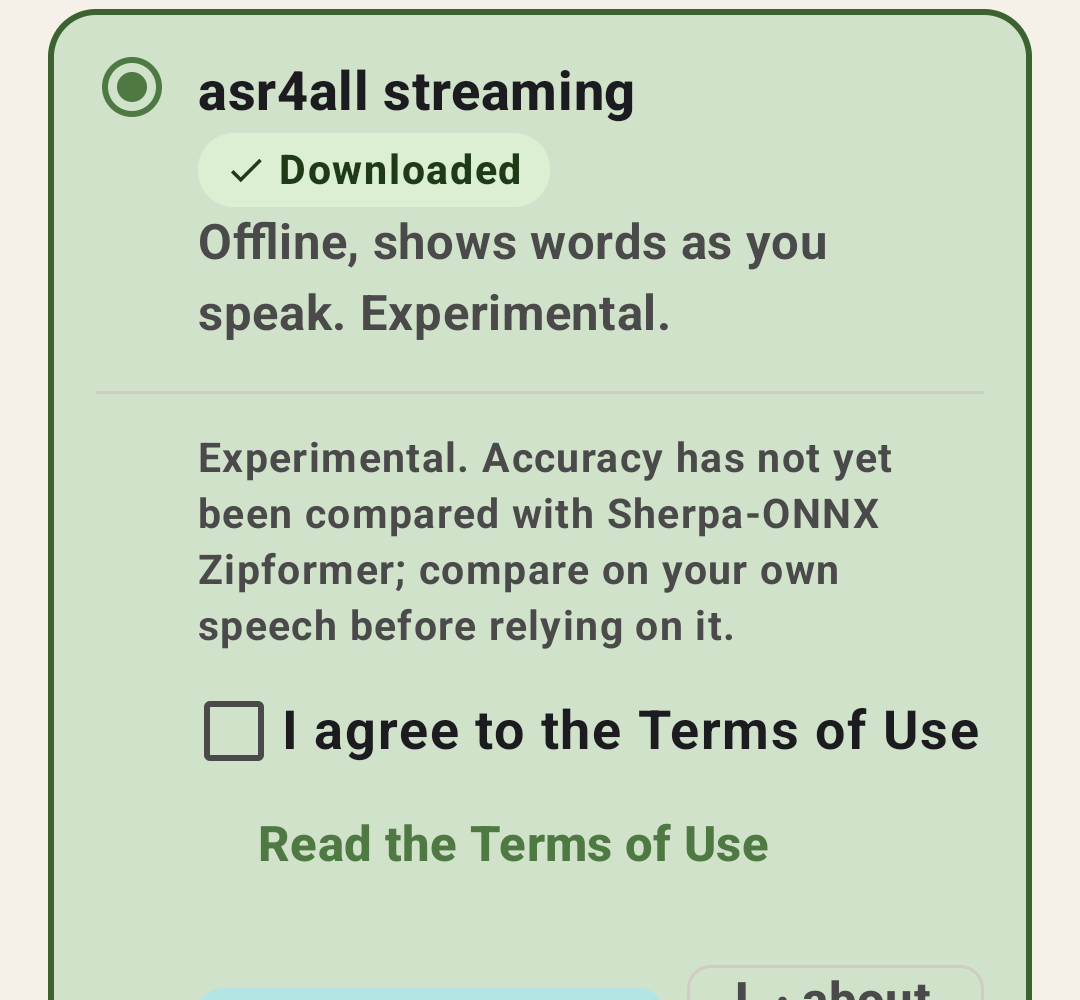 asr4all streaming
Downloaded
Offline, shows words as you
speak. Experimental.
Experimental. Accuracy has not yet
been compared with Sherpa-ONNX
Zipformer; compare on your own
speech before relying on it.
I agree to the Terms of Use
Read the Terms of Use
about